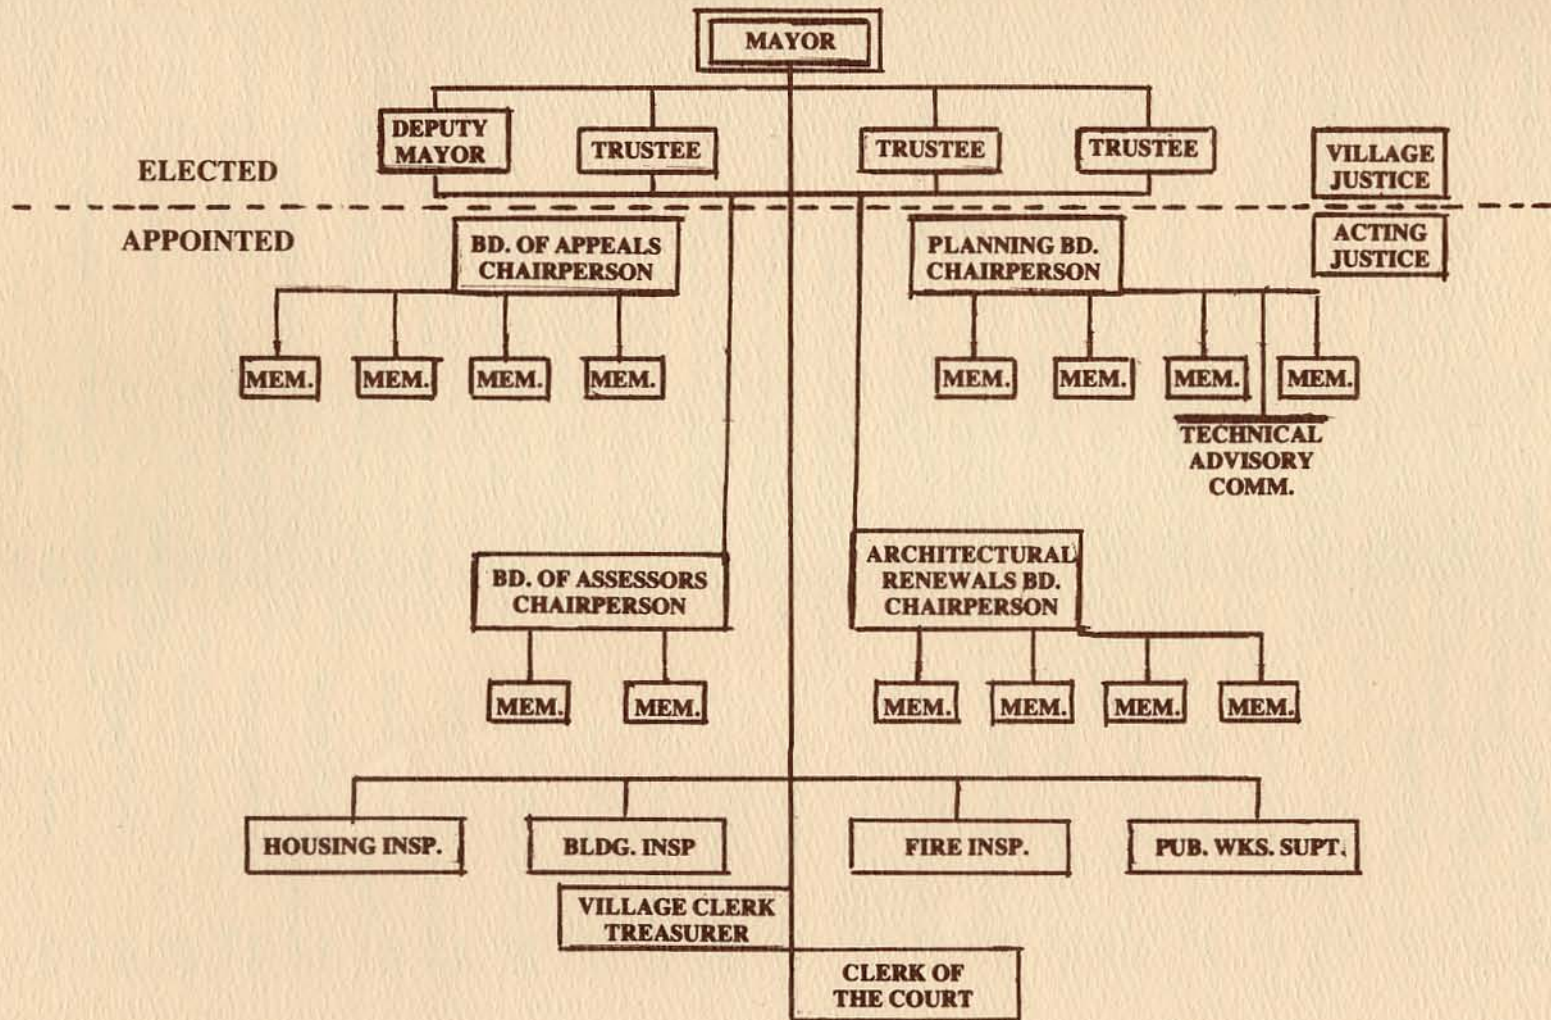 MAYOR
DEPUTY
MAYOR
TRUSTEE
TRUSTEE
TRUSTEE
VILLAGE
JUSTICE
ELECTED
APPOINTED
BD. OF APPEALS
CHAIRPERSON
PLANNING BD.
CHAIRPERSON
ACTING
JUSTICE
MEM.
MEM.
MEM.
MEM.
MEM.
MEM.
MEM.
MEM.
TECHNICAL
ADVISORY
COMM.
BD. OF ASSESSORS
CHAIRPERSON
ARCHITECTURAL
RENEWALS BD.
CHAIRPERSON
MEM.
MEM.
MEM.
MEM.
MEM.
MEM.
HOUSING INSP.
BLDG. INSP
FIRE INSP.
PUB. WKS. SUPT.
VILLAGE CLERK
TREASURER
CLERK OF
THE COURT